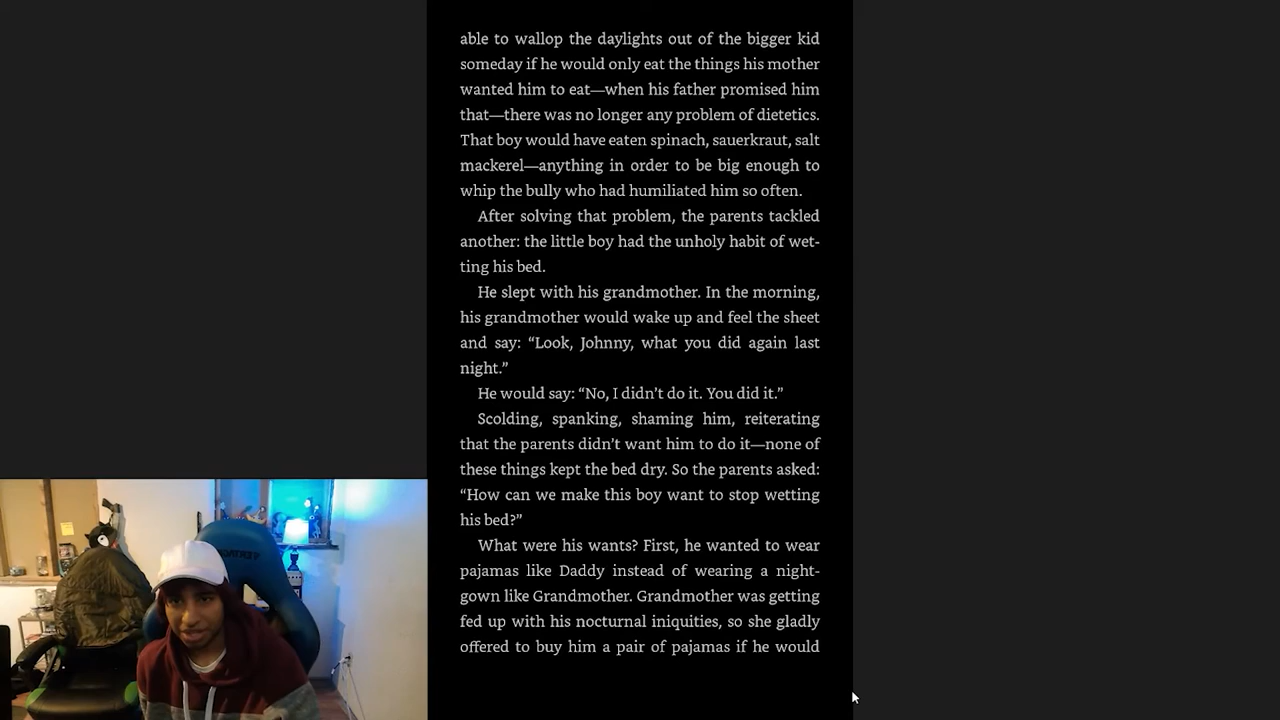 able to wallop the daylights out of the bigger kid
someday if he would only eat the things his mother
wanted him to eat—when his father promised him
that—there was no longer any problem of dietetics.
That boy would have eaten spinach, sauerkraut, salt
mackerel—anything in order to be big enough to
whip the bully who had humiliated him so often.
After solving that problem, the parents tackled
another: the little boy had the unholy habit of wet-
ting his bed.
He slept with his grandmother. In the morning,
his grandmother would wake up and feel the sheet
and say: “Look, Johnny, what you did again last
night.”
He would say: “No, I didn’t do it. You did it.”
Scolding, spanking, shaming him, reiterating
that the parents didn’t want him to do it—none of
these things kept the bed dry. So the parents asked:
“How can we make this boy want to stop wetting
his bed?”
What were his wants? First, he wanted to wear
pajamas like Daddy instead of wearing a night-
gown like Grandmother. Grandmother was getting
fed up with his nocturnal iniquities, so she gladly
offered to buy him a pair of pajamas if he would